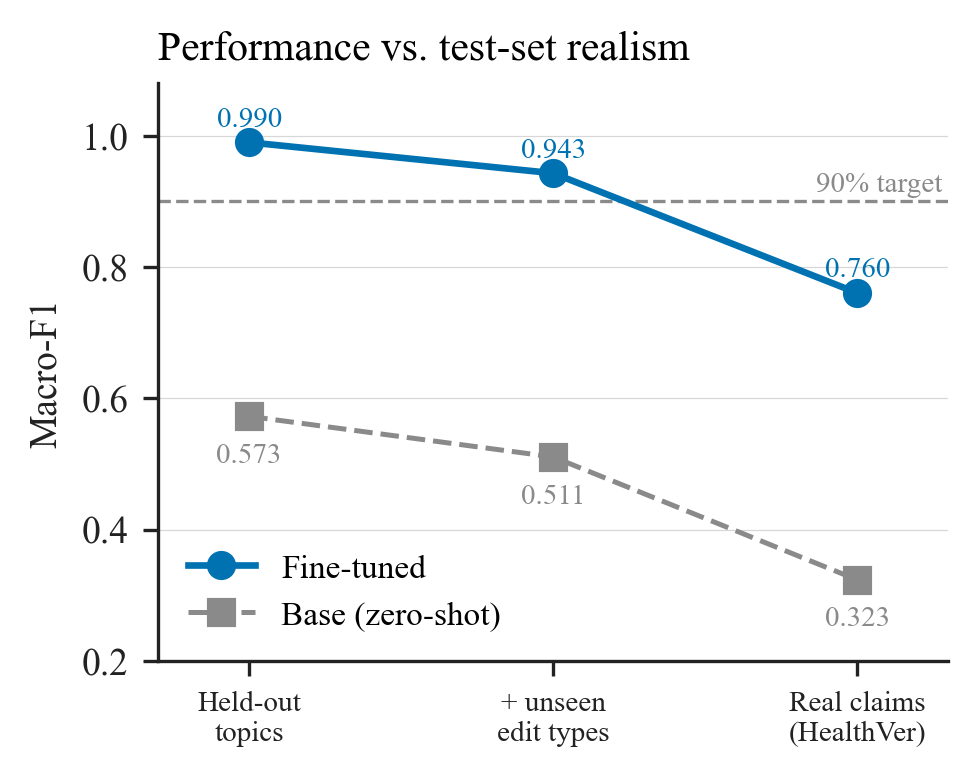 Performance vs. test-set realism
0.990
0.943
90% target
0.760
0.573
0.511
0.323
1.0
0.8
0.6
0.4
0.2
Macro-F1
Fine-tuned
Base (zero-shot)
Held-out
topics
+ unseen
edit types
Real claims
(HealthVer)